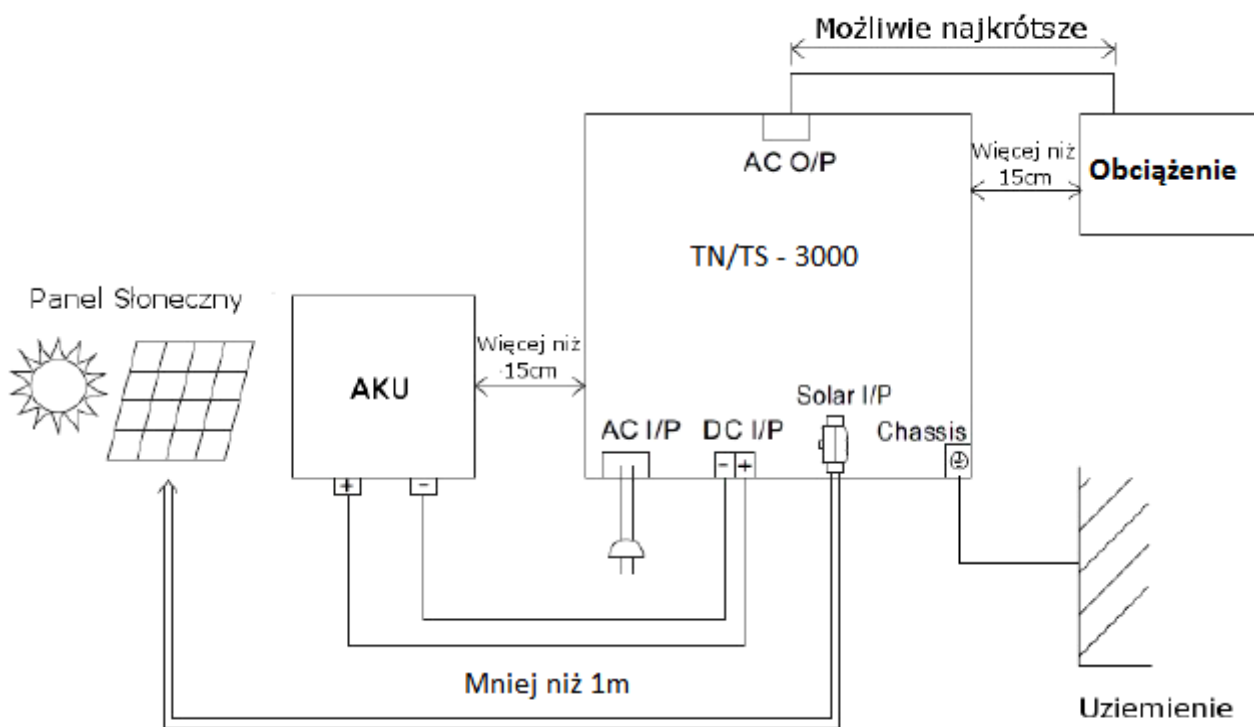 Możliwie najkrótsze
AC O/P
Więcej niż
15cm
Obciążenie
TN/TS - 3000
Panel Słoneczny
AKU
Więcej niż
15cm
Solar I/P
AC I/P
DC I/P
Chassis
- +
+ -
Mniej niż 1m
Uziemienie